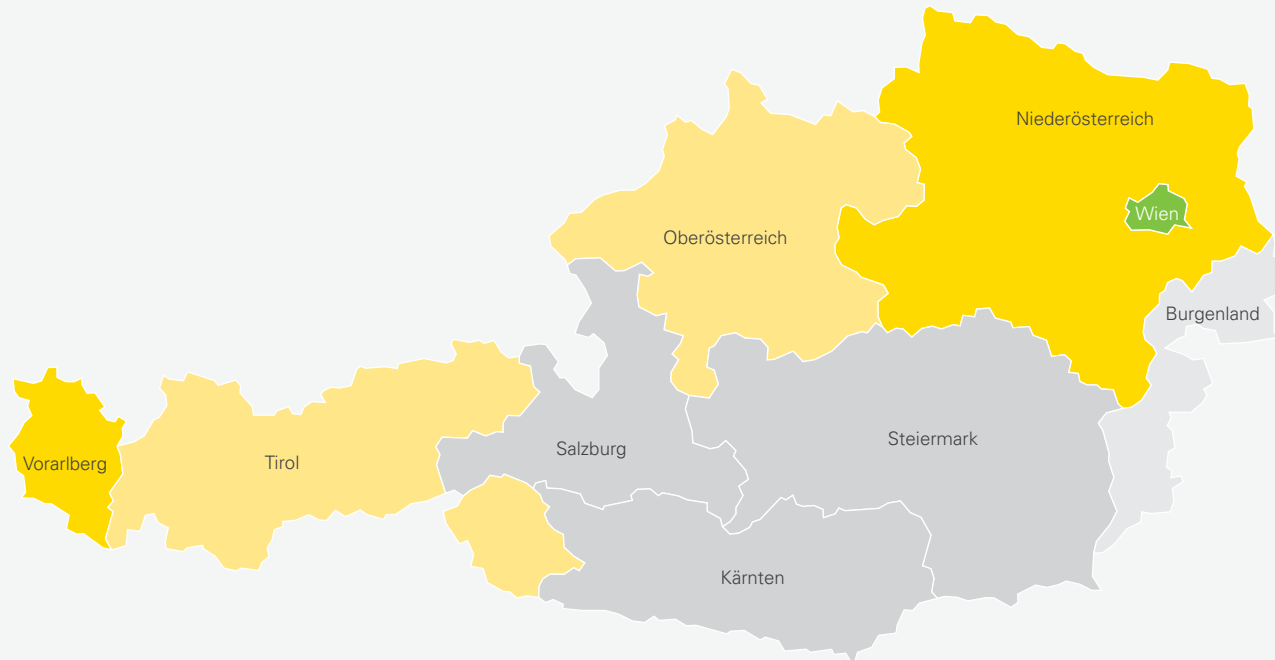 Niederösterreich
Wien
Oberösterreich
Burgenland
Steiermark
Salzburg
Vorarlberg
Tirol
Kärnten